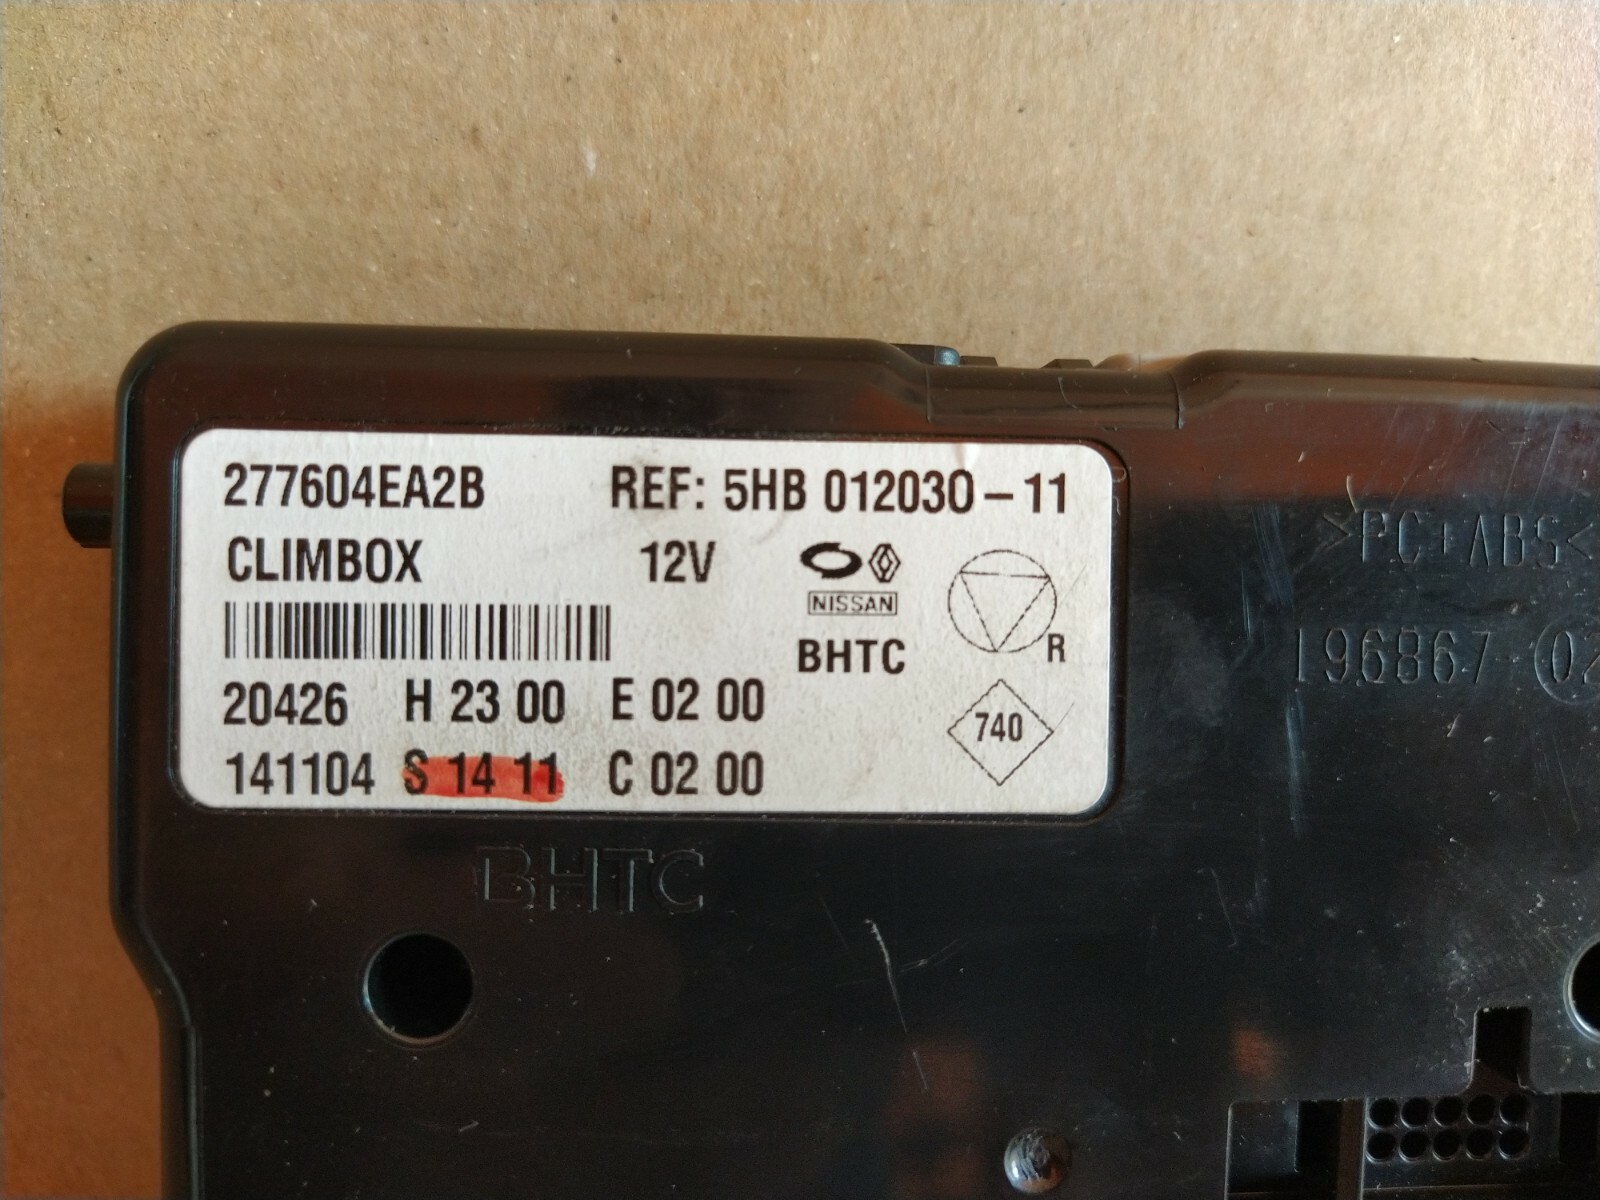 277604EA2B REF: 5HB 012030-11
CLIMBOX 12V
NISSAN
BHTC
R
20426 H 23 00 E 02 00
740
141104 S 14 11 C 02 00
BHTC
>PC+ABS<
196867 02